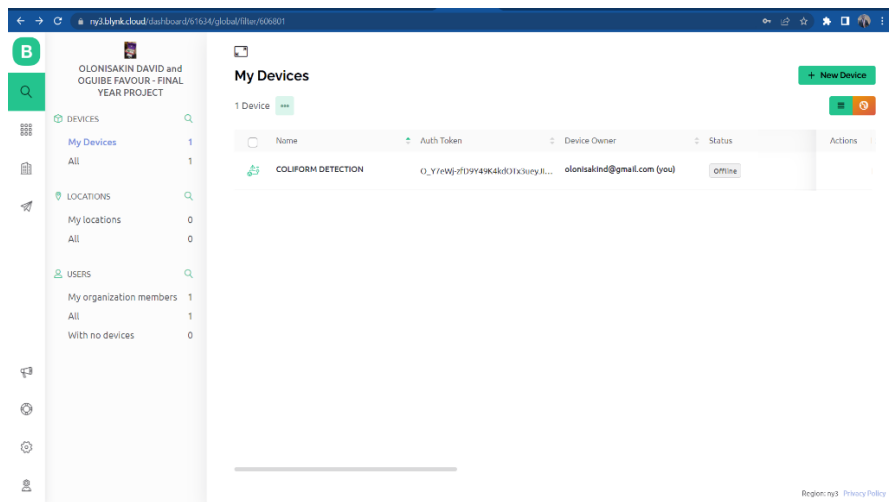 ny3.blynk.cloud/dashboard/61634/global/filter/606801
B
OLONISAKIN DAVID and
OGUIBE FAVOUR - FINAL
YEAR PROJECT
DEVICES
My Devices 1
All 1
LOCATIONS
My locations 0
All 0
USERS
My organization members 1
All 1
With no devices 0
My Devices
+ New Device
1 Device
Name Auth Token Device Owner Status Actions
COLIFORM DETECTION olonisakind@gmail.com (you) Offline
Region: ny3 Privacy Policy